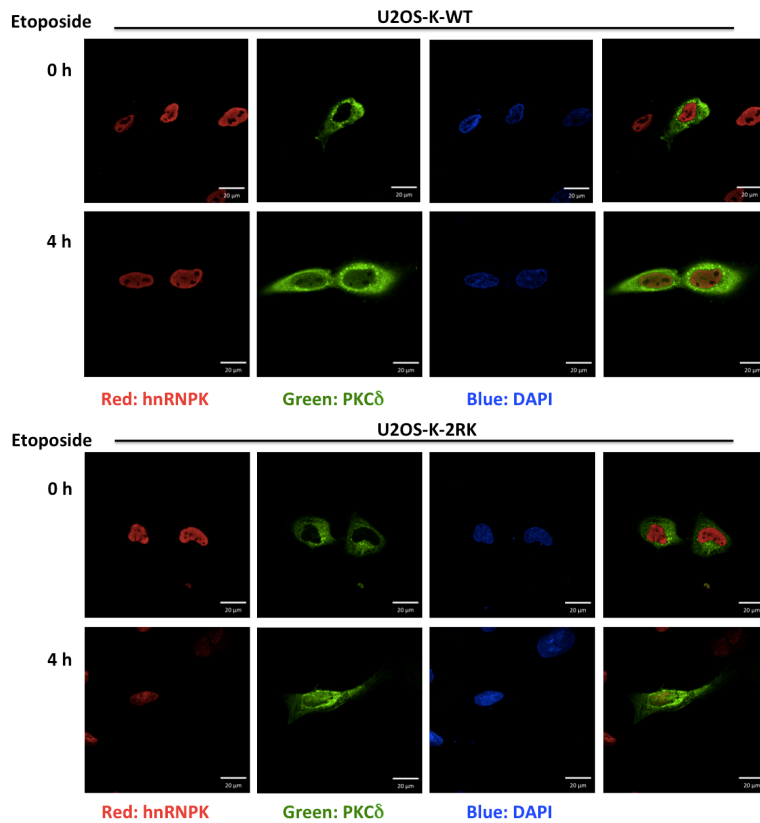 Etoposide
U2OS-K-WT
0 h
20 μm 20 μm 20 μm 20 μm
4 h
20 μm 20 μm 20 μm 20 μm
Red: hnRNPK Green: PKCδ Blue: DAPI
Etoposide
U2OS-K-2RK
0 h
20 μm 20 μm 20 μm 20 μm
4 h
20 μm 20 μm 20 μm 20 μm
Red: hnRNPK Green: PKCδ Blue: DAPI